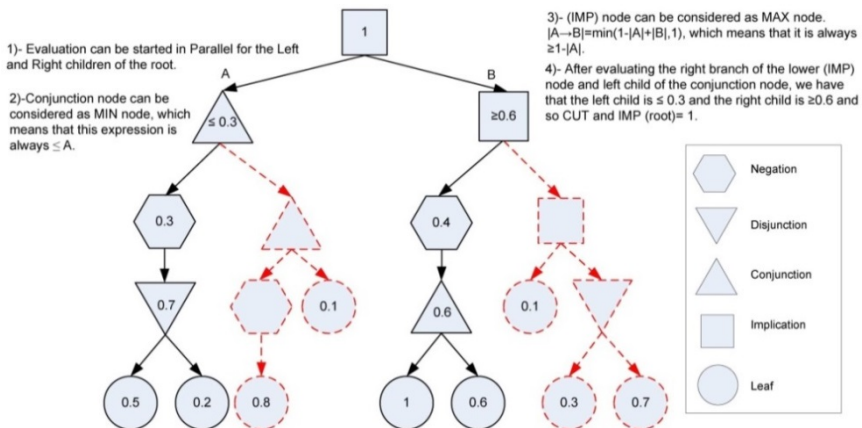 1)- Evaluation can be started in Parallel for the Left
and Right children of the root.
2)-Conjunction node can be
considered as MIN node, which
means that this expression is
always ≤ A.
3)- (IMP) node can be considered as MAX node.
|A→B|=min(1-|A|+|B|,1), which means that it is always
≥1-|A|.
4)- After evaluating the right branch of the lower (IMP)
node and left child of the conjunction node, we have
that the left child is ≤ 0.3 and the right child is ≥0.6 and
so CUT and IMP (root)= 1.
1
A
B
≤ 0.3
≥0.6
0.3
0.4
0.7
0.1
0.6
0.1
0.5
0.2
0.8
1
0.6
0.3
0.7
Negation
Disjunction
Conjunction
Implication
Leaf